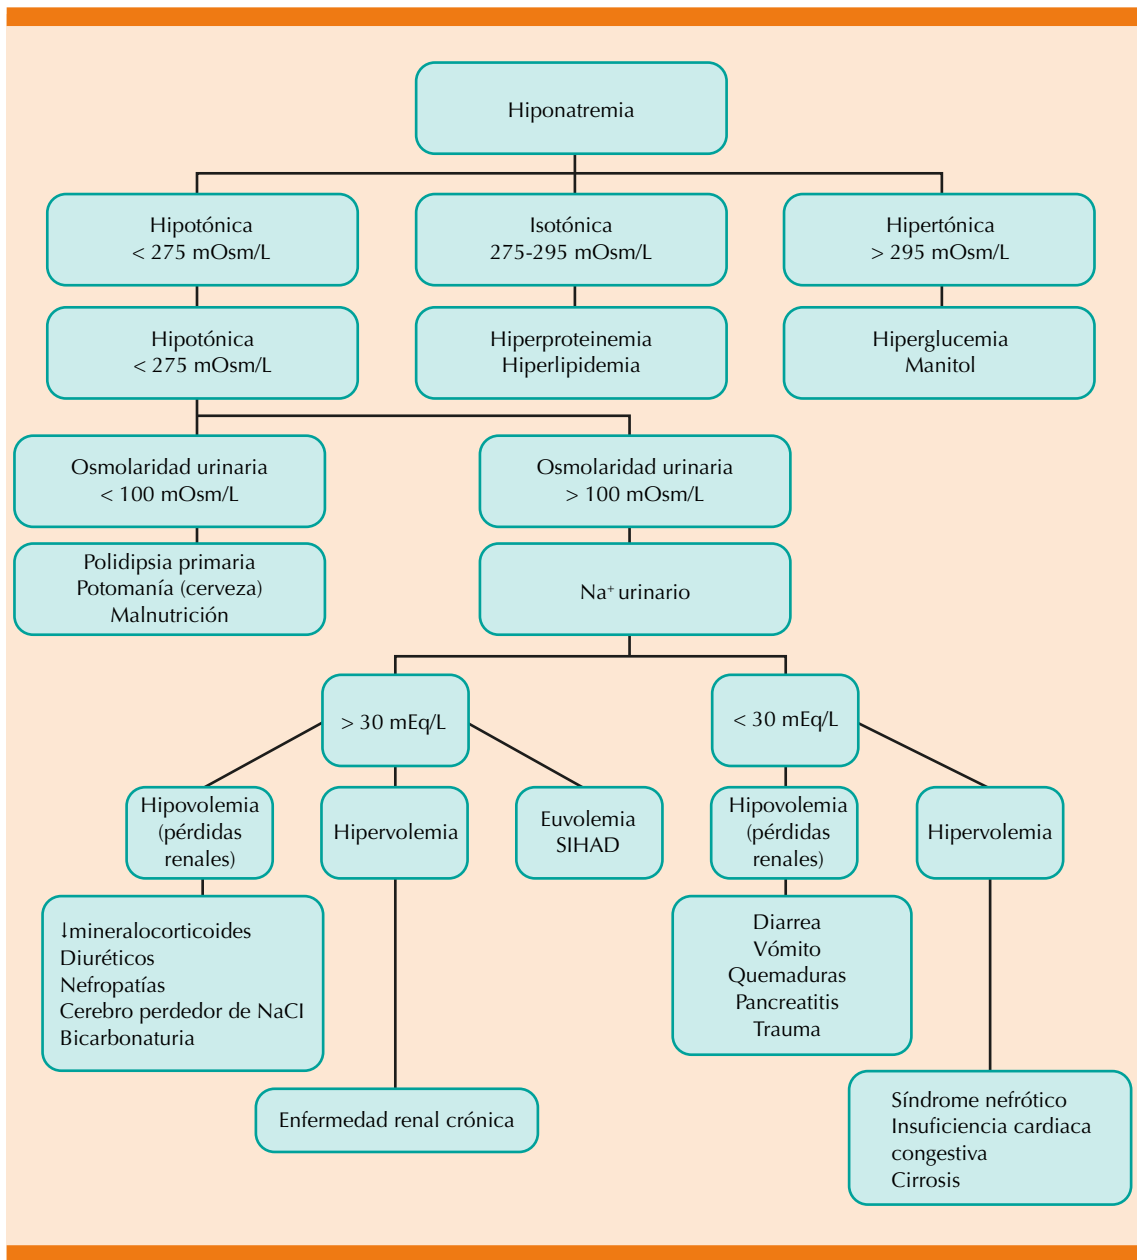 Hiponatremia
Hipotónica
< 275 mOsm/L
Isotónica
275-295 mOsm/L
Hipertónica
> 295 mOsm/L
Hipotónica
< 275 mOsm/L
Hiperproteinemia
Hiperlipidemia
Hiperglucemia
Manitol
Osmolaridad urinaria
< 100 mOsm/L
Osmolaridad urinaria
> 100 mOsm/L
Polidipsia primaria
Potomanía (cerveza)
Malnutrición
Na⁺ urinario
> 30 mEq/L
< 30 mEq/L
Hipovolemia
(pérdidas
renales)
Hipervolemia
Euvolemia
SIHAD
Hipovolemia
(pérdidas
renales)
Hipervolemia
↓mineralocorticoides
Diuréticos
Nefropatías
Cerebro perdedor de NaCl
Bicarbonaturia
Diarrea
Vómito
Quemaduras
Pancreatitis
Trauma
Enfermedad renal crónica
Síndrome nefrótico
Insuficiencia cardiaca
congestiva
Cirrosis